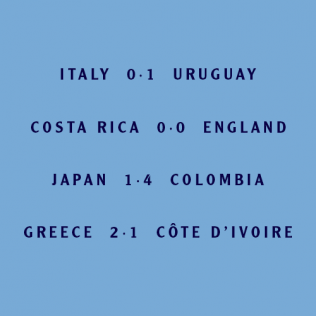 ITALY 0·1 URUGUAY
COSTA RICA 0·0 ENGLAND
JAPAN 1·4 COLOMBIA
GREECE 2·1 CÔTE D’IVOIRE